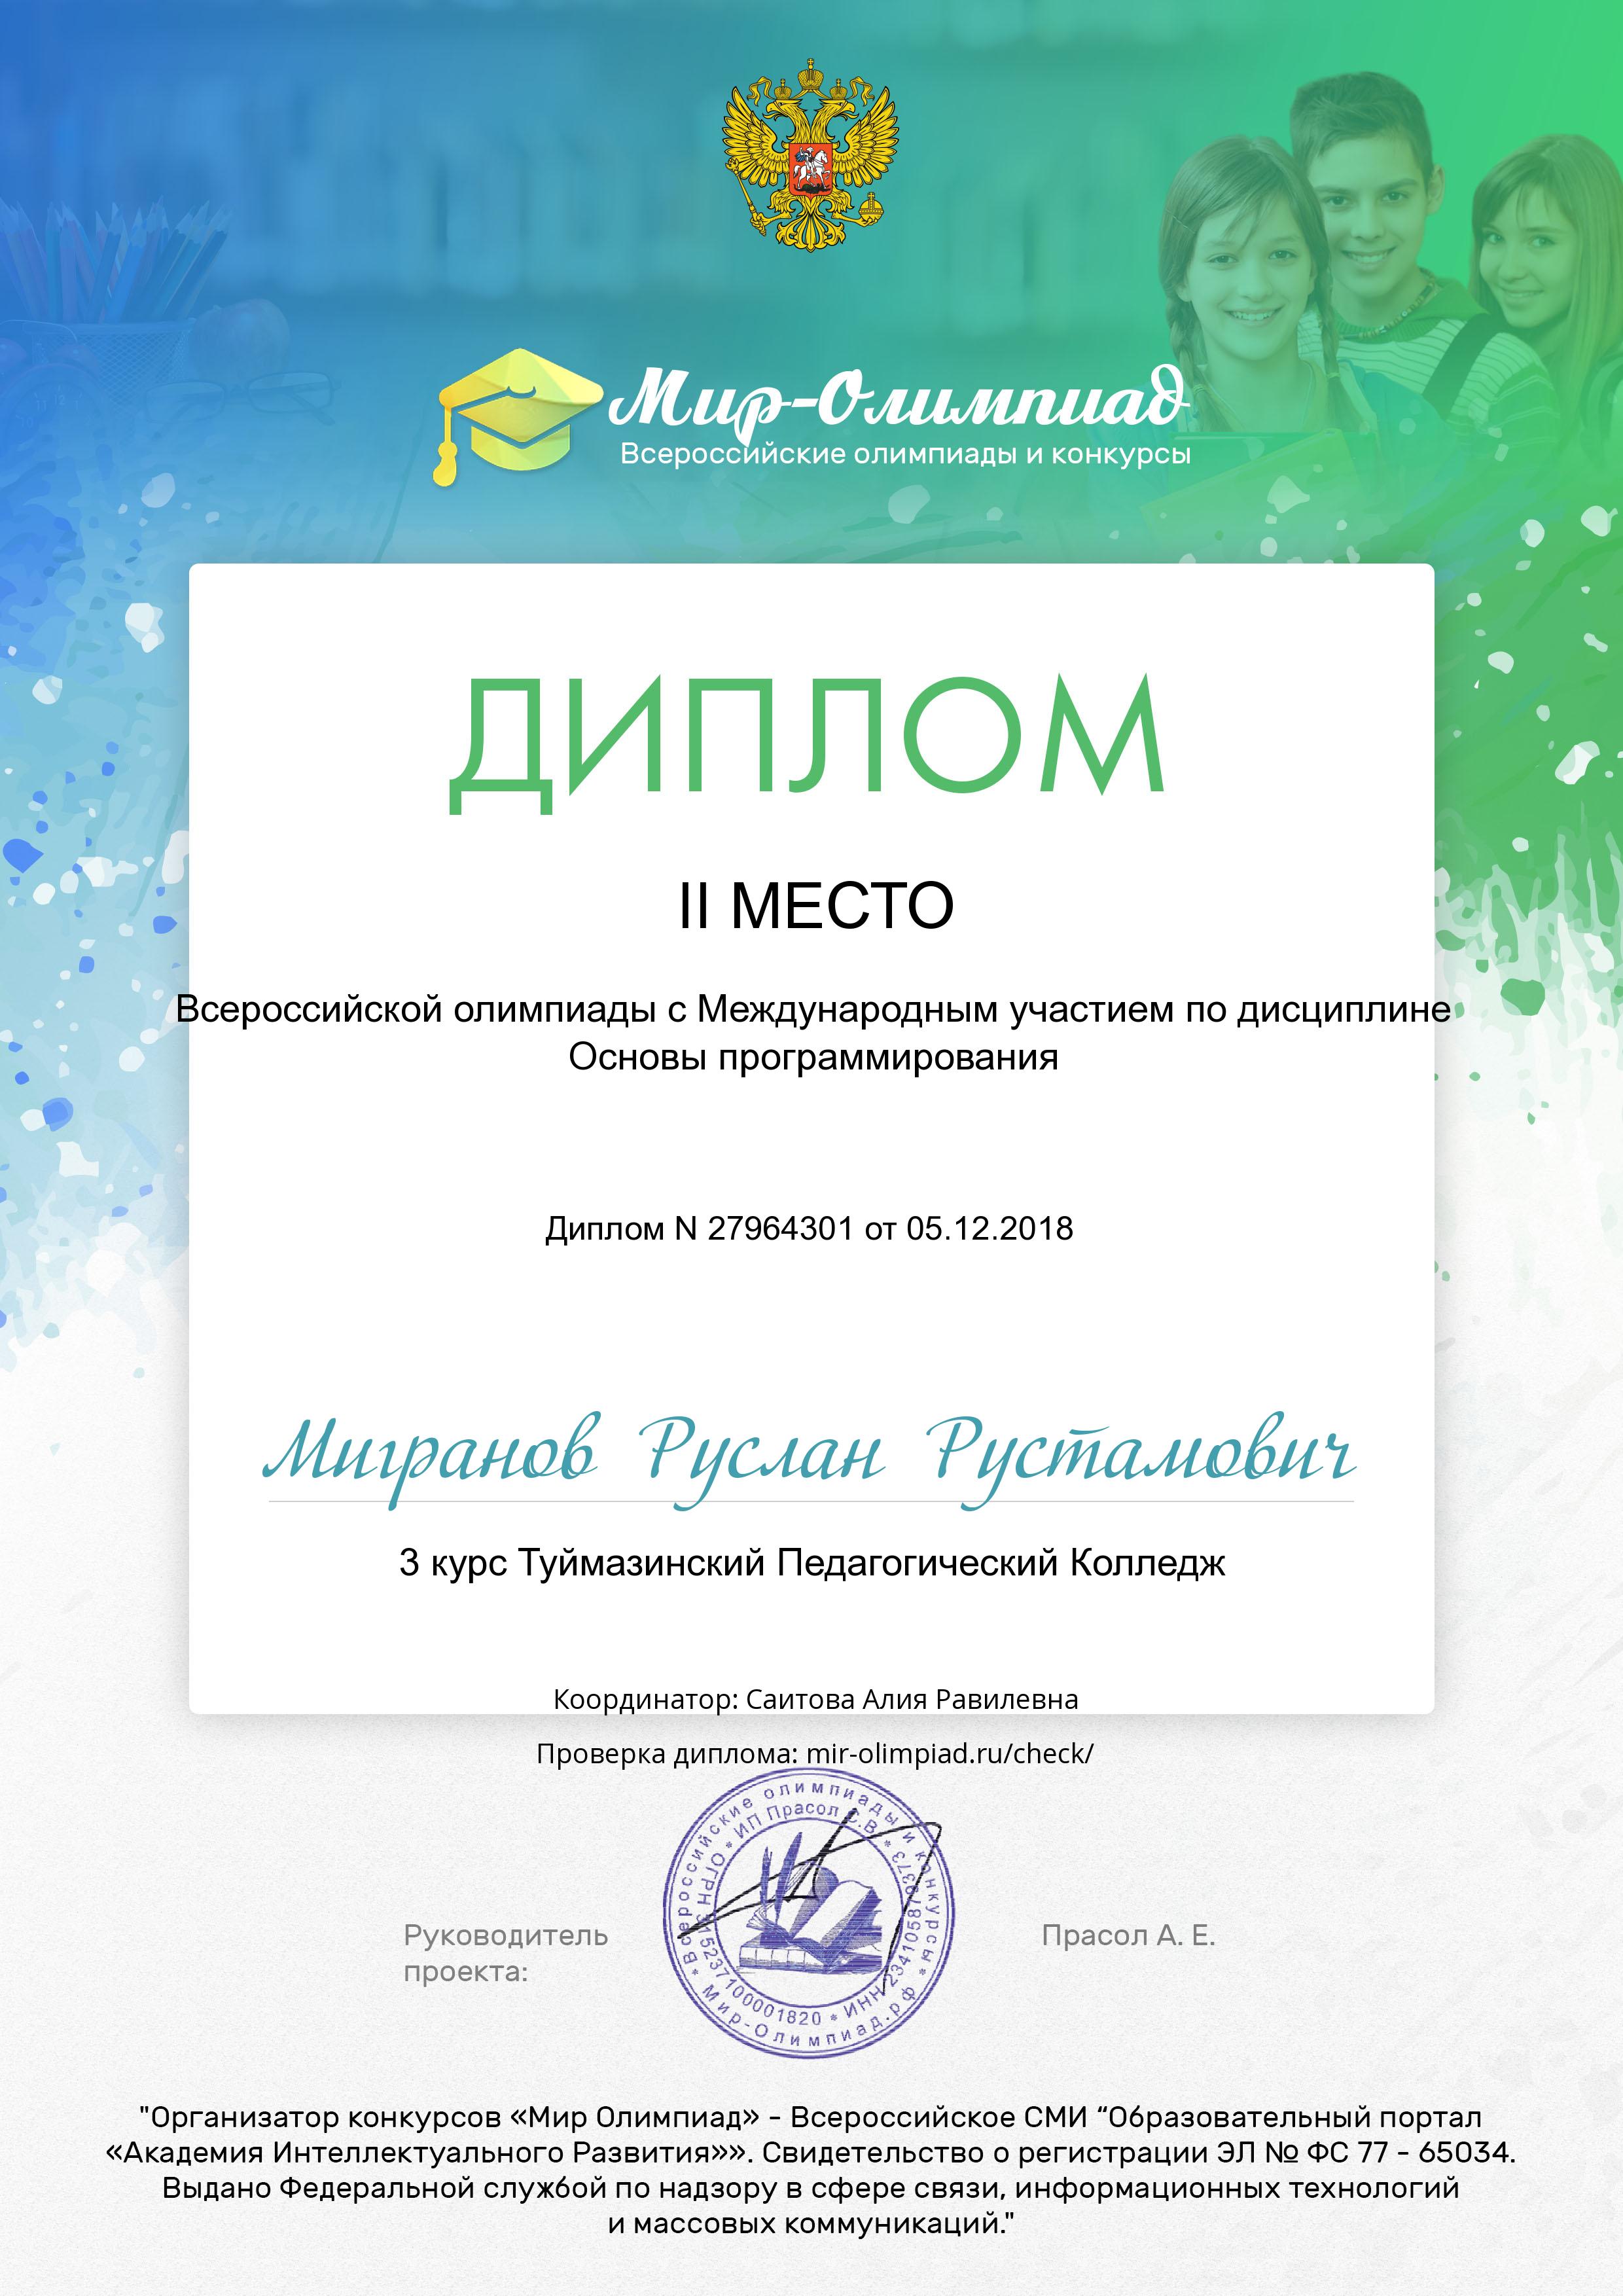 Мир-Олимпиад
Всероссийские олимпиады и конкурсы
ДИПЛОМ
II МЕСТО
Всероссийской олимпиады с Международным участием по дисциплине
Основы программирования
Диплом N 27964301 от 05.12.2018
Мигранов Руслан Рустамович
3 курс Туймазинский Педагогический Колледж
Координатор: Саитова Алия Равилевна
Проверка диплома: mir-olimpiad.ru/check/
* Всероссийские олимпиады и конкурсы *
Мир-Олимпиад.рф
* ИП Прасол С.В. *
ОГРН 315237100001820 * ИНН 234105879373
Руководитель
проекта:
Прасол А. Е.
"Организатор конкурсов «Мир Олимпиад» - Всероссийское СМИ “Образовательный портал
«Академия Интеллектуального Развития»». Свидетельство о регистрации ЭЛ № ФС 77 - 65034.
Выдано Федеральной службой по надзору в сфере связи, информационных технологий
и массовых коммуникаций."